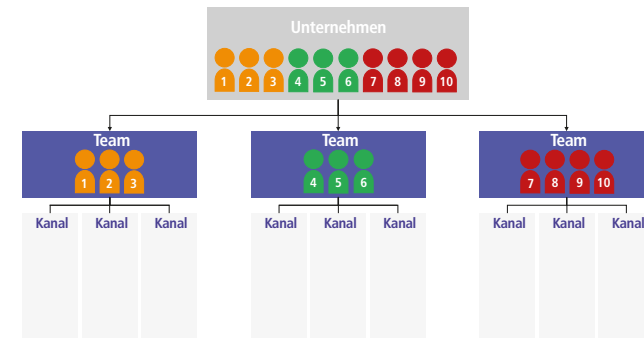 Unternehmen
1 2 3 4 5 6 7 8 9 10
Team Team Team
1 2 3 4 5 6 7 8 9 10
Kanal Kanal Kanal Kanal Kanal Kanal Kanal Kanal Kanal